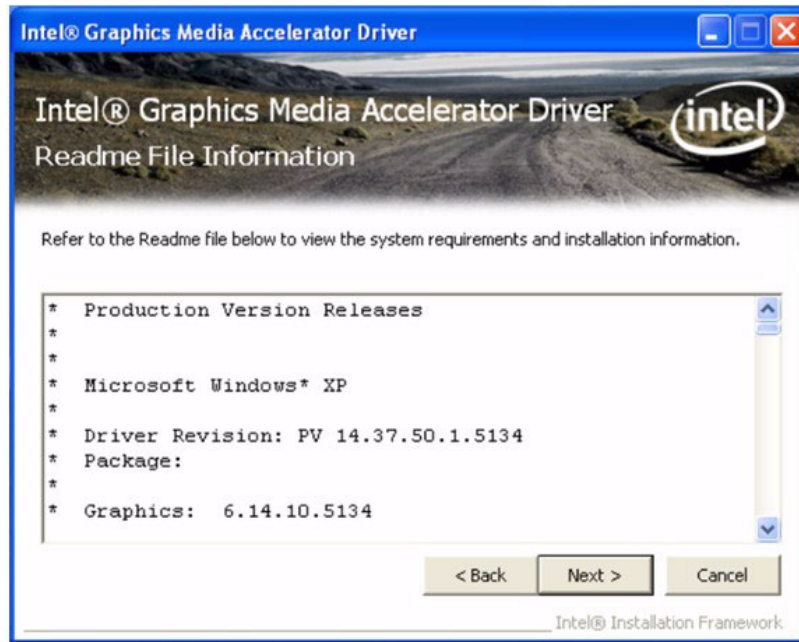 Intel® Graphics Media Accelerator Driver
Intel® Graphics Media Accelerator Driver
Readme File Information
intel
Refer to the Readme file below to view the system requirements and installation information.
* Production Version Releases
*
*
* Microsoft Windows* XP
*
* Driver Revision: PV 14.37.50.1.5134
* Package:
*
* Graphics: 6.14.10.5134
< Back Next > Cancel
Intel® Installation Framework